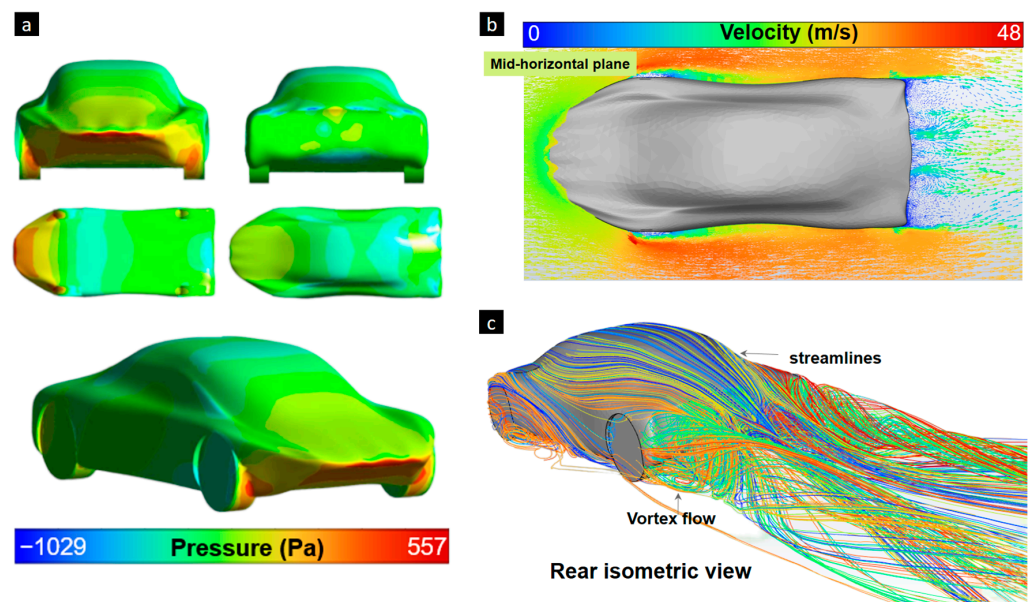 a
−1029 Pressure (Pa) 557
b
0 Velocity (m/s) 48
Mid-horizontal plane
c
streamlines
Vortex flow
Rear isometric view